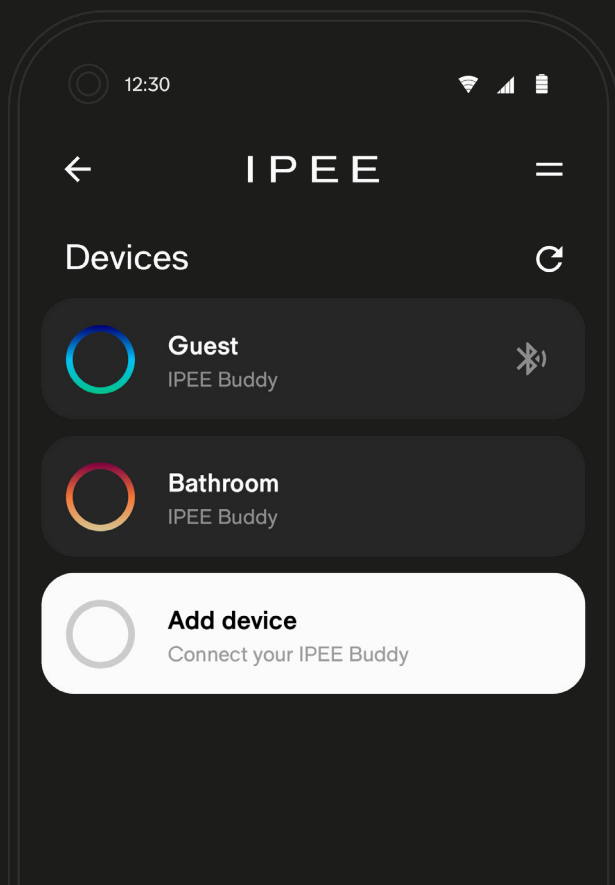 12:30
IPEE
Devices
Guest
IPEE Buddy
Bathroom
IPEE Buddy
Add device
Connect your IPEE Buddy